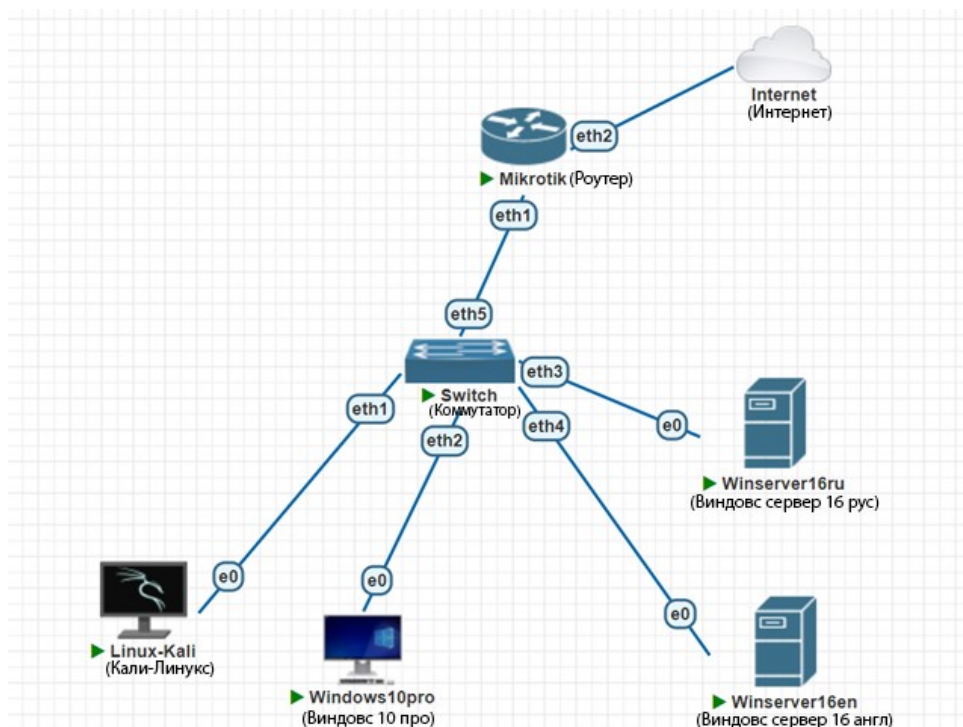 Internet
(Интернет)
eth2
Mikrotik (Роутер)
eth1
eth5
eth3
Switch
(Коммутатор)
eth1
eth2
eth4
e0
Winserver16ru
(Виндовс сервер 16 рус)
e0
e0
e0
Linux-Kali
(Кали-Линукс)
Windows10pro
(Виндовс 10 про)
Winserver16en
(Виндовс сервер 16 англ)